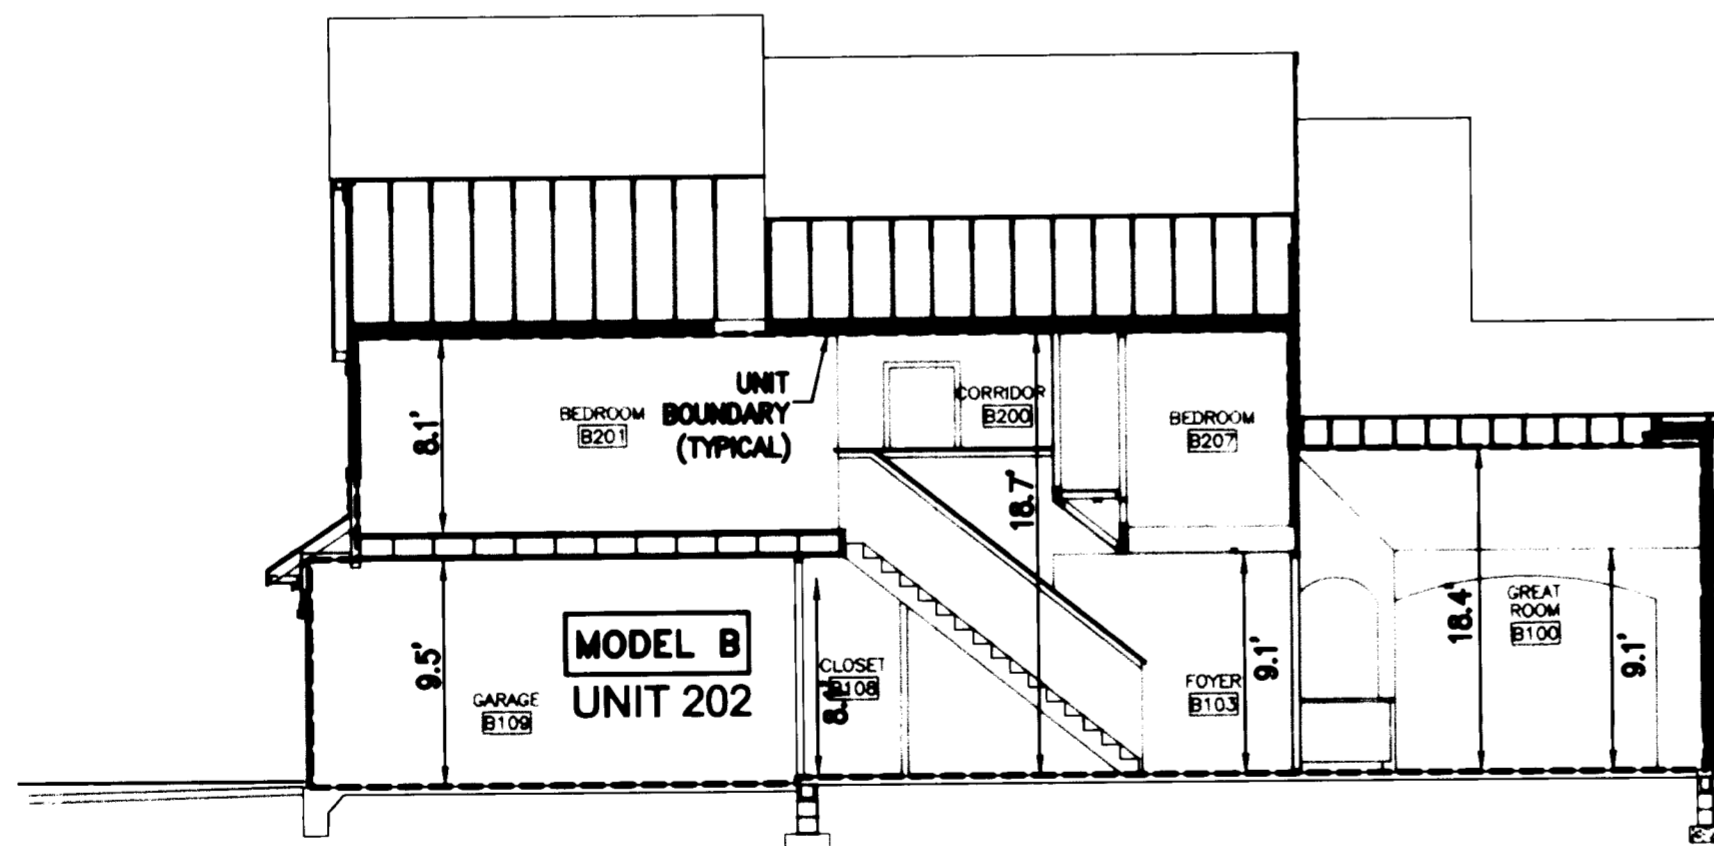 UNIT
BOUNDARY
(TYPICAL)
BEDROOM
B201
8.1'
CORRIDOR
B200
BEDROOM
B207
18.7'
MODEL B
UNIT 202
GARAGE
B109
9.5'
CLOSET
B108
FOYER
B103
9.1'
18.4'
GREAT
ROOM
B100
9.1'